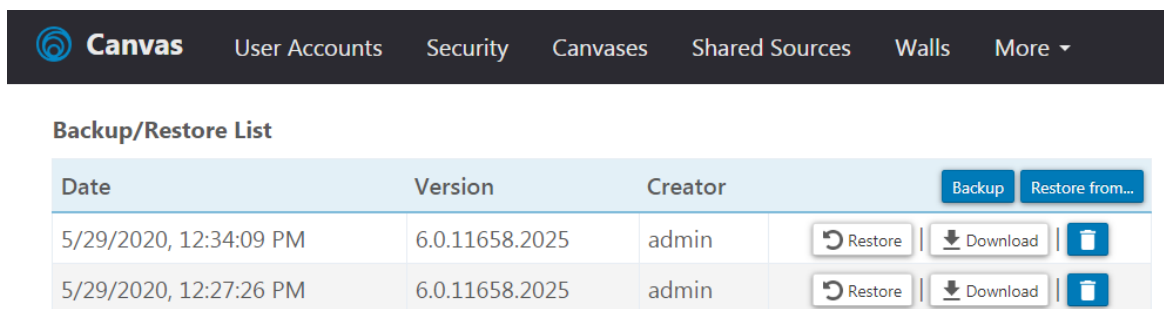 Canvas User Accounts Security Canvases Shared Sources Walls More
Backup/Restore List
Date Version Creator Backup Restore from...
5/29/2020, 12:34:09 PM 6.0.11658.2025 admin Restore | Download |
5/29/2020, 12:27:26 PM 6.0.11658.2025 admin Restore | Download |